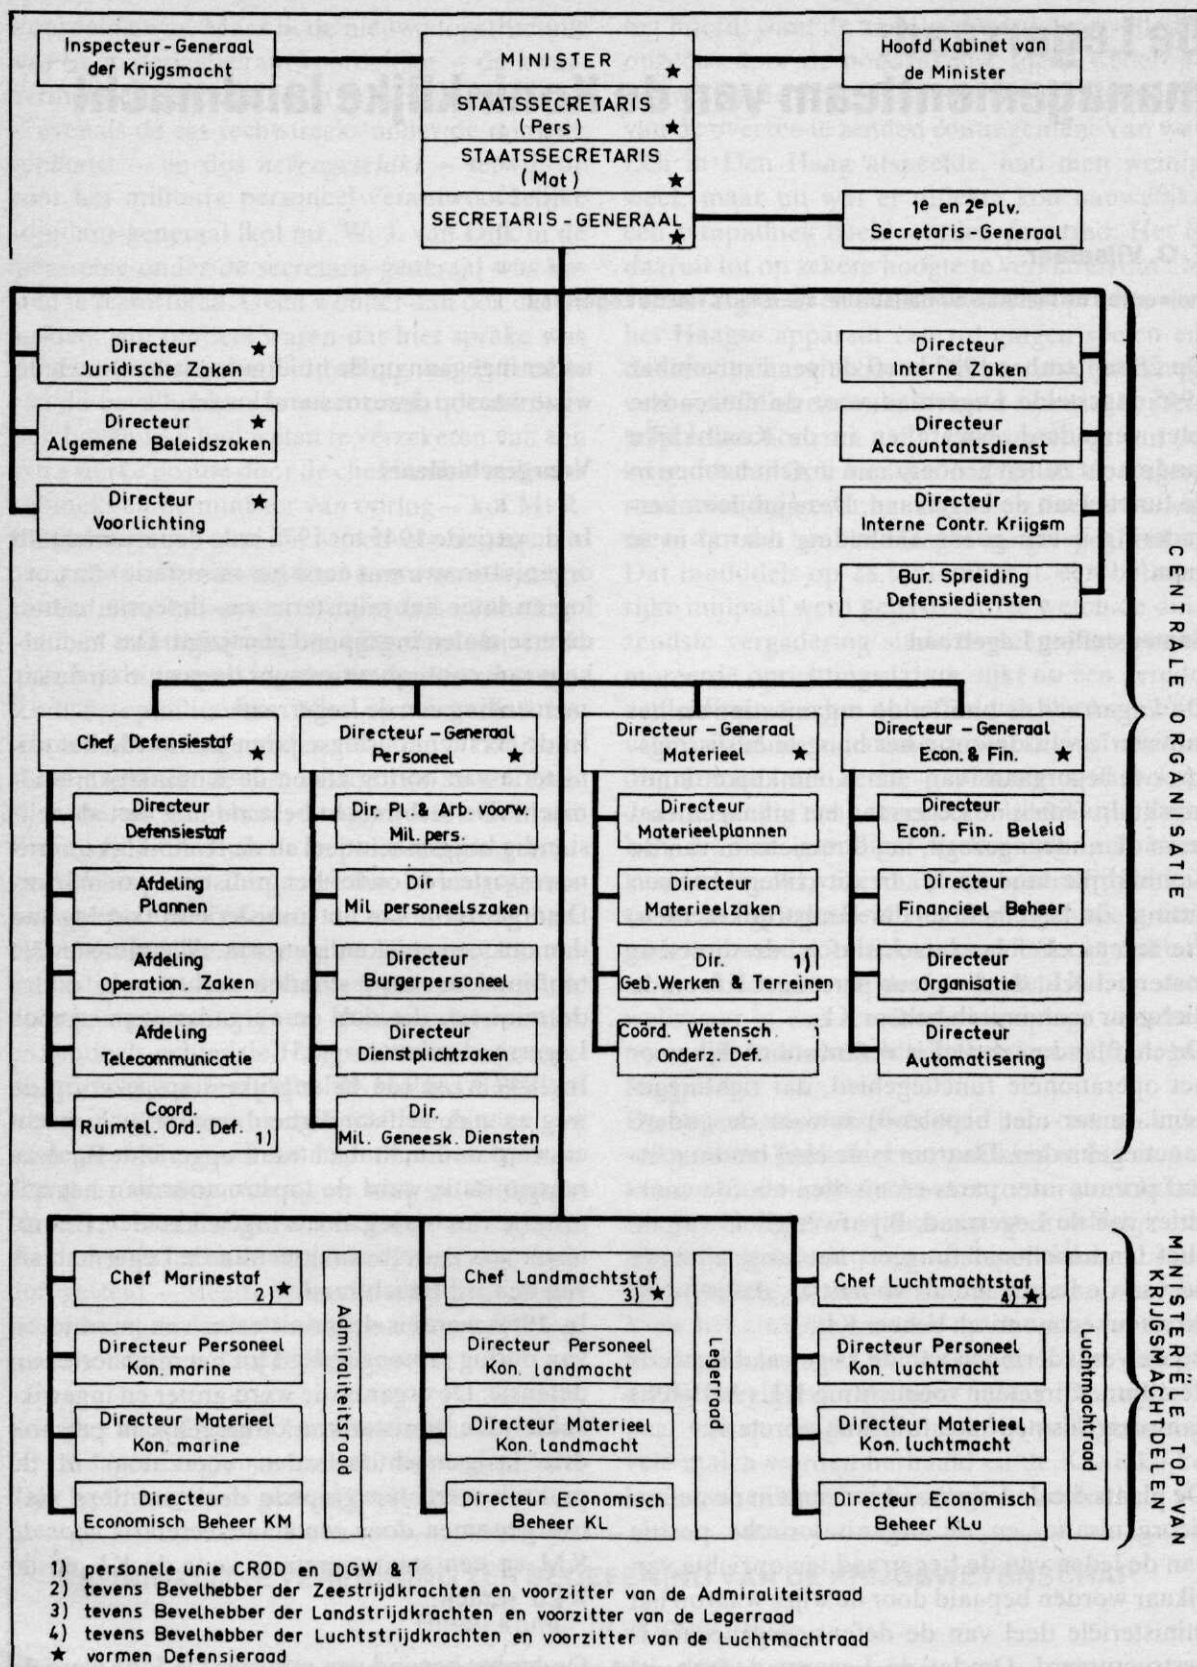 Inspecteur-Generaal
der Krijgsmacht
MINISTER ★
STAATSSECRETARIS
(Pers) ★
STAATSSECRETARIS
(Mat) ★
SECRETARIS-GENERAAL
★
Hoofd Kabinet van
de Minister
1e en 2e plv.
Secretaris-Generaal
Directeur ★
Juridische Zaken
Directeur ★
Algemene Beleidszaken
Directeur ★
Voorlichting
Directeur
Interne Zaken
Directeur
Accountantsdienst
Directeur
Interne Contr. Krijgsm
Bur. Spreiding
Defensiediensten
CENTRALE ORGANISATIE
Chef Defensiestaf
★
Directeur
Defensiestaf
Afdeling
Plannen
Afdeling
Operation. Zaken
Afdeling
Telecommunicatie
Coord.
Ruimtel. Ord. Def. 1)
Directeur-Generaal
Personeel ★
Dir. Pl. & Arb. voorw.
Mil. pers.
Dir
Mil personeelszaken
Directeur
Burgerpersoneel
Directeur
Dienstplichtzaken
Dir.
Mil. Geneesk. Diensten
Directeur-Generaal
Materieel ★
Directeur
Materieelplannen
Directeur
Materieelzaken
Dir. 1)
Geb. Werken & Terreinen
Coörd. Wetensch.
Onderz. Def.
Directeur-Generaal
Econ. & Fin. ★
Directeur
Econ. Fin. Beleid
Directeur
Financieel Beheer
Directeur
Organisatie
Directeur
Automatisering
Chef Marinestaf
2) ★
Directeur Personeel
Kon. marine
Directeur Materieel
Kon. marine
Directeur
Economisch Beheer KM
Admiraliteitsraad
Chef Landmachtstaf
3) ★
Directeur Personeel
Kon. landmacht
Directeur Materieel
Kon. landmacht
Directeur Economisch
Beheer KL
Legerraad
Chef Luchtmachtstaf
4) ★
Directeur Personeel
Kon. luchtmacht
Directeur Materieel
Kon. luchtmacht
Directeur Economisch
Beheer KLu
Luchtmachtraad
MINISTERIËLE TOP VAN
KRIJGSMACHTDELEN
1) personele unie CROD en DGW & T
2) tevens Bevelhebber der Zeestrijdkrachten en voorzitter van de Admiraliteitsraad
3) tevens Bevelhebber der Landstrijdkrachten en voorzitter van de Legerraad
4) tevens Bevelhebber der Luchtstrijdkrachten en voorzitter van de Luchtmachtraad
★ vormen Defensieraad